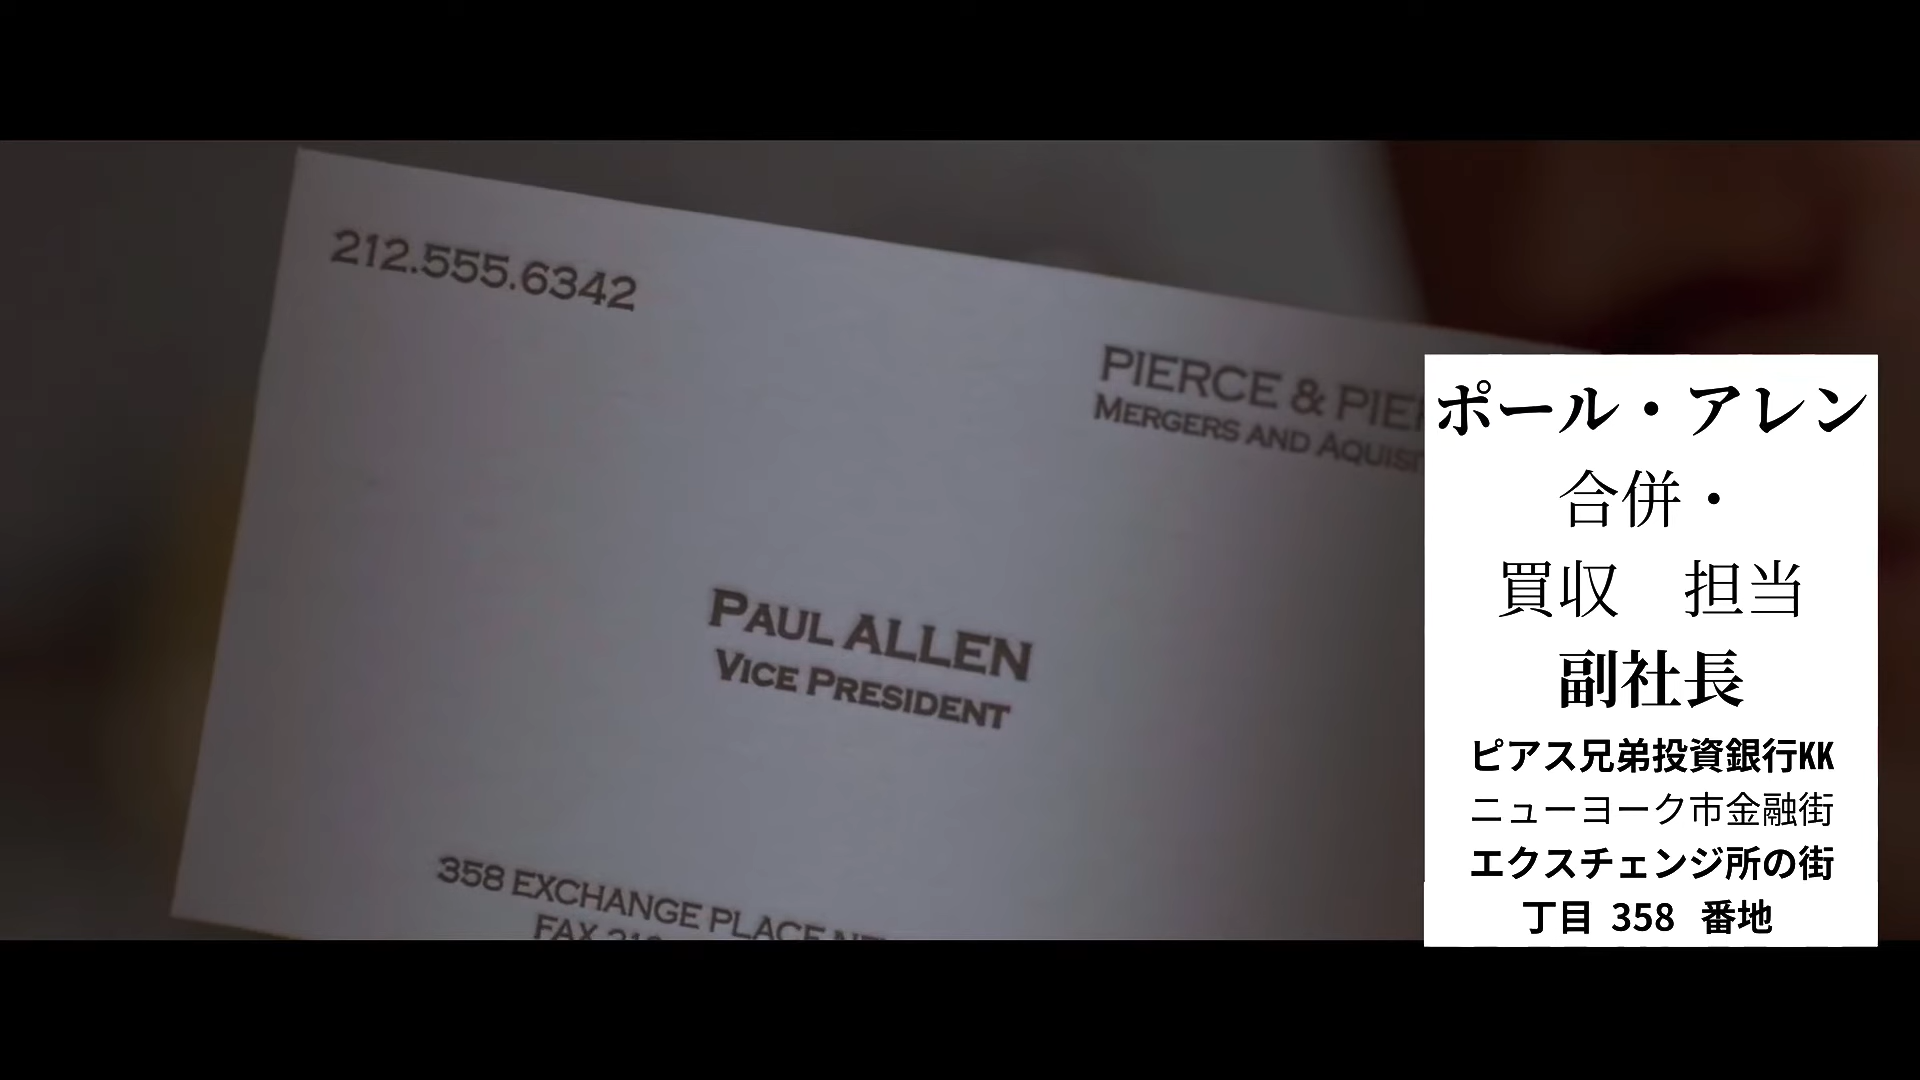 212.555.6342
PIERCE & PIE
MERGERS AND AQUISI
PAUL ALLEN
VICE PRESIDENT
358 EXCHANGE PLACE
FAX 212
ポール・アレン
合併・
買収　担当
副社長
ピアス兄弟投資銀行KK
ニューヨーク市金融街
エクスチェンジ所の街
丁目 358 番地